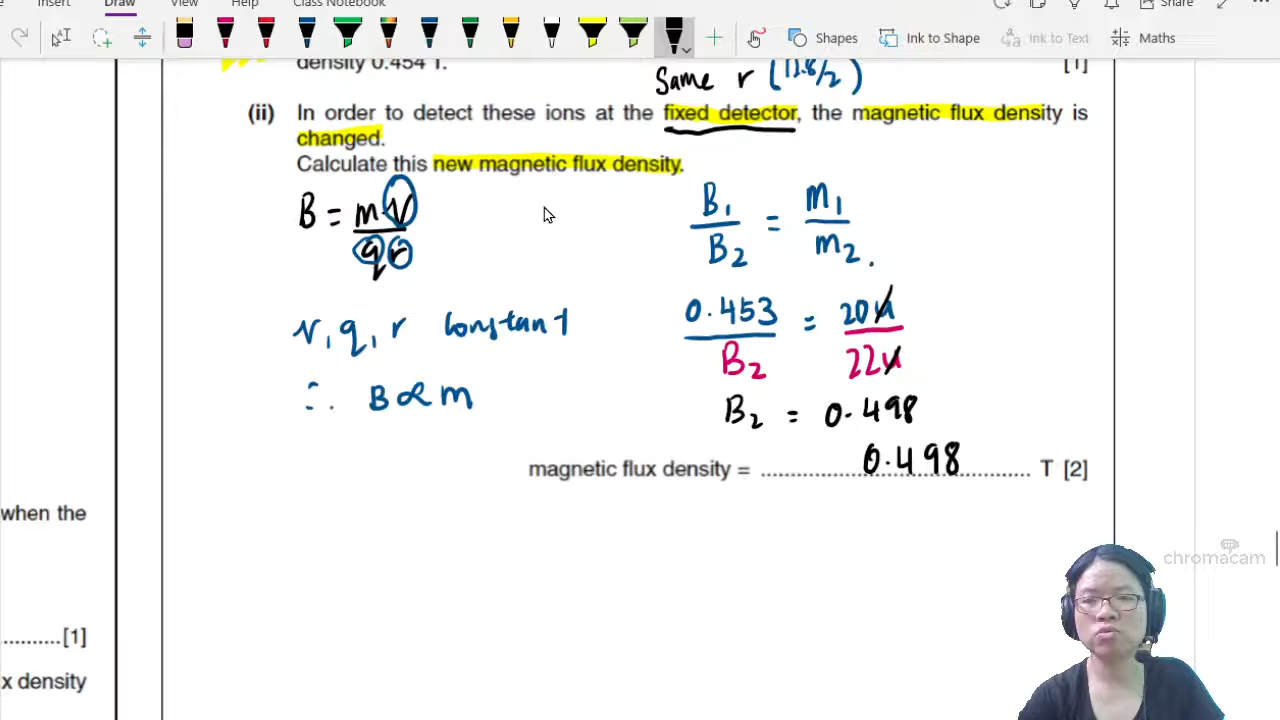 Insert Draw View Help Class Notebook Share
Shapes Ink to Shape Ink to Text Maths
density 0.454 T. [1]
Same r (12.8/2)
(ii) In order to detect these ions at the fixed detector, the magnetic flux density is
changed.
Calculate this new magnetic flux density.
B = mv/qr
B1/B2 = m1/m2.
v, q, r constant
0.453/B2 = 20u/22u
∴ B ∝ m
B2 = 0.498
magnetic flux density = 0.498 T [2]
when the
[1]
x density
chromacam